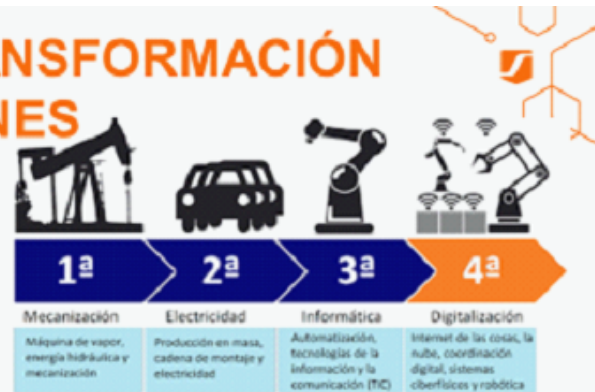 NSFORMACIÓN
NES
1ª 2ª 3ª 4ª
Mecanización Electricidad Informática Digitalización
Máquina de vapor,
energía hidráulica y
mecanización
Producción en masa,
cadena de montaje y
electricidad
Automatización,
tecnologías de la
información y la
comunicación (TIC)
Internet de las cosas, la
nube, coordinación
digital, sistemas
ciberfísicos y robótica